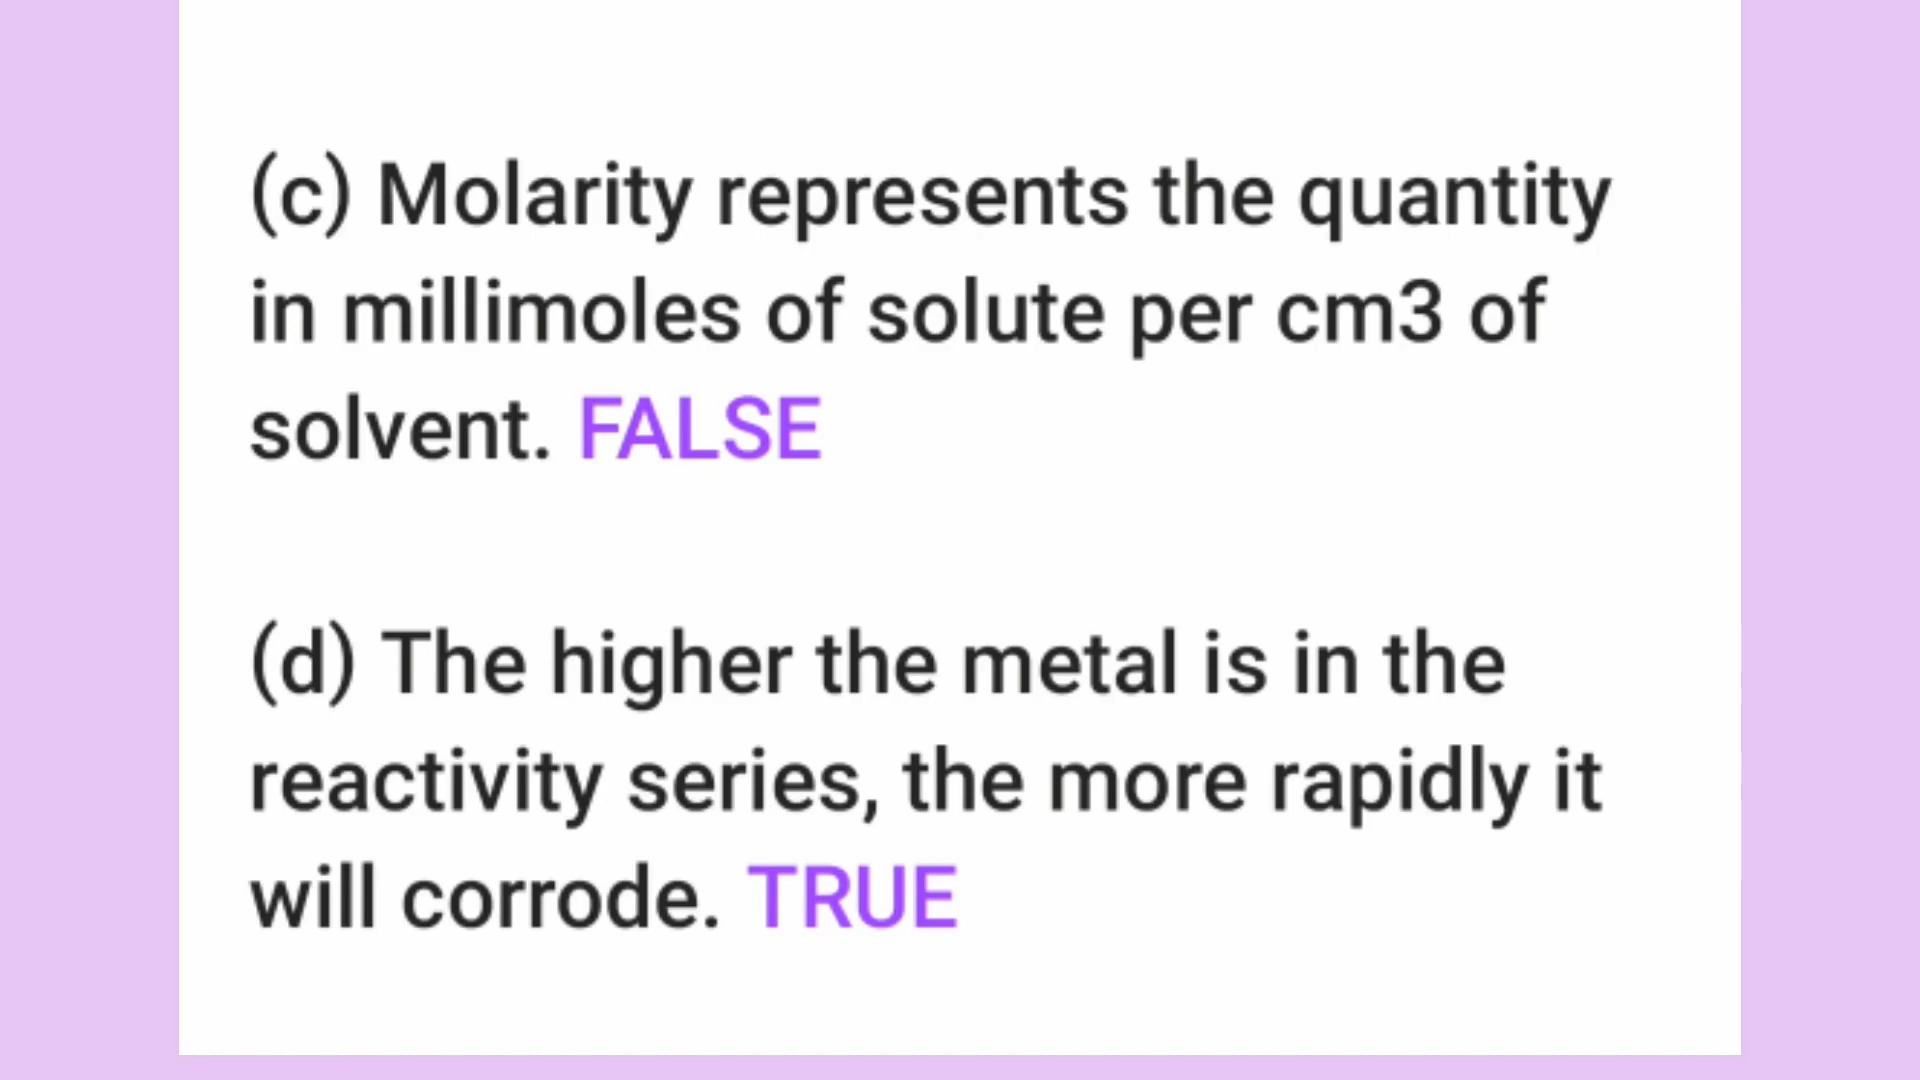 (c) Molarity represents the quantity
in millimoles of solute per cm3 of
solvent. FALSE
(d) The higher the metal is in the
reactivity series, the more rapidly it
will corrode. TRUE